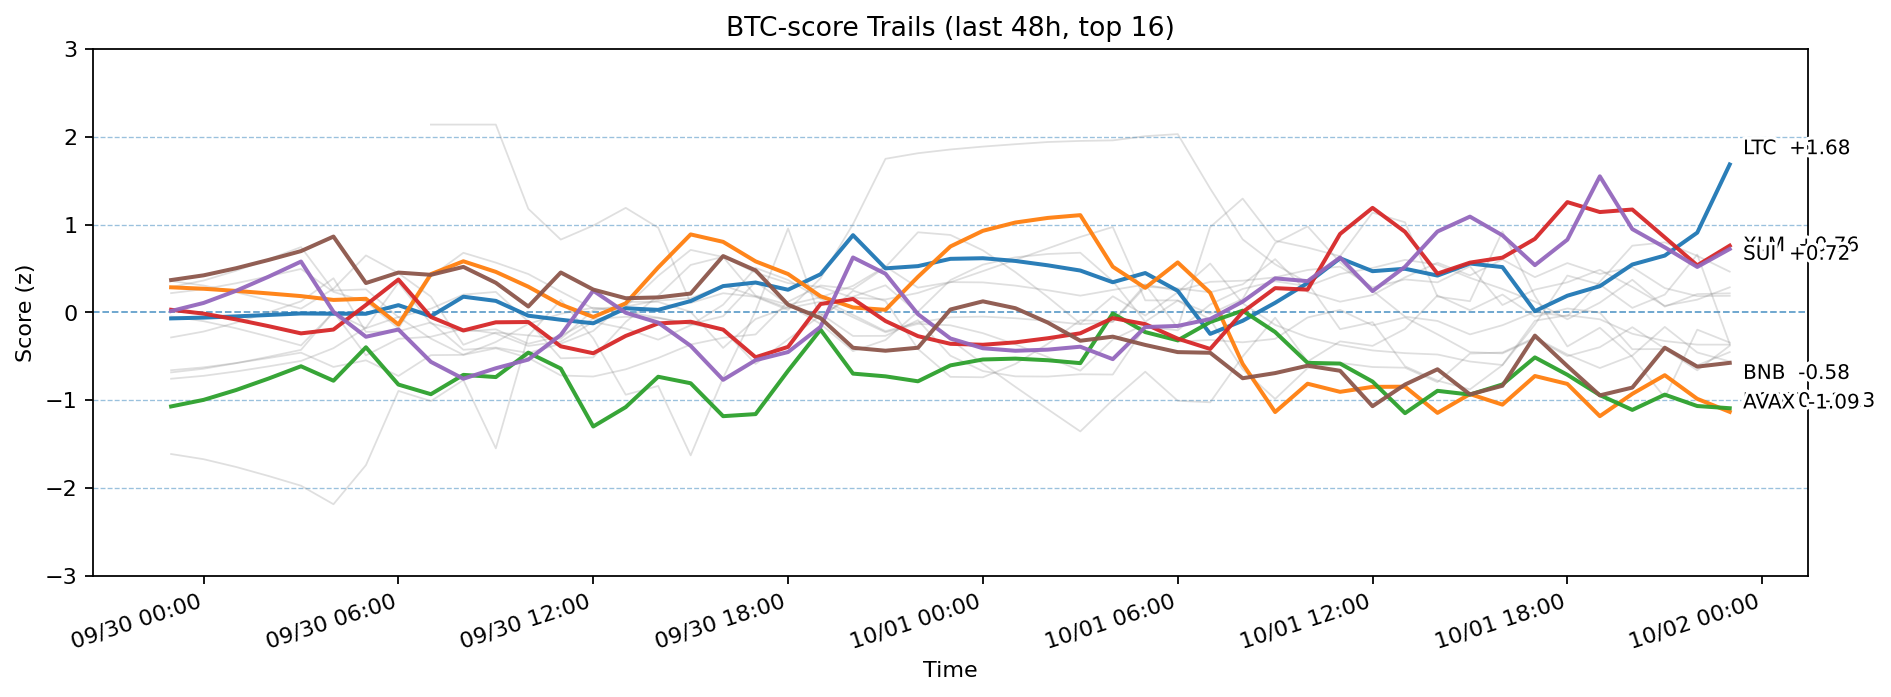 BTC-score Trails (last 48h, top 16)
Score (z)
3
2
1
0
−1
−2
−3
LTC +1.68
SUI +0.72
BNB -0.58
AVAX -1.09
09/30 00:00
09/30 06:00
09/30 12:00
09/30 18:00
10/01 00:00
10/01 06:00
10/01 12:00
10/01 18:00
10/02 00:00
Time